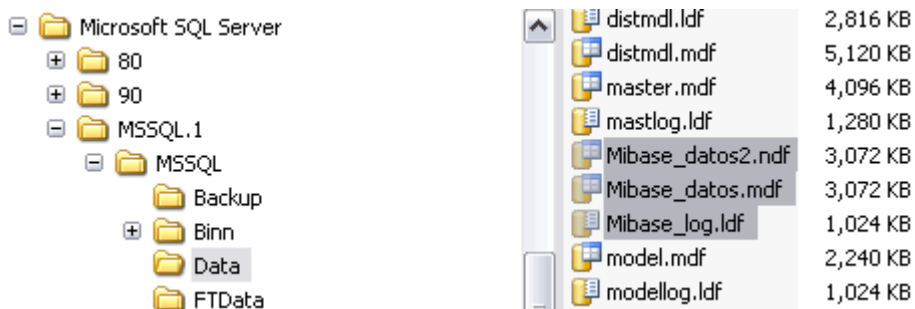 Microsoft SQL Server
80
90
MSSQL.1
MSSQL
Backup
Binn
Data
FTData
distmdl.ldf 2,816 KB
distmdl.mdf 5,120 KB
master.mdf 4,096 KB
mastlog.ldf 1,280 KB
Mibase_datos2.ndf 3,072 KB
Mibase_datos.mdf 3,072 KB
Mibase_log.ldf 1,024 KB
model.mdf 2,240 KB
modellog.ldf 1,024 KB